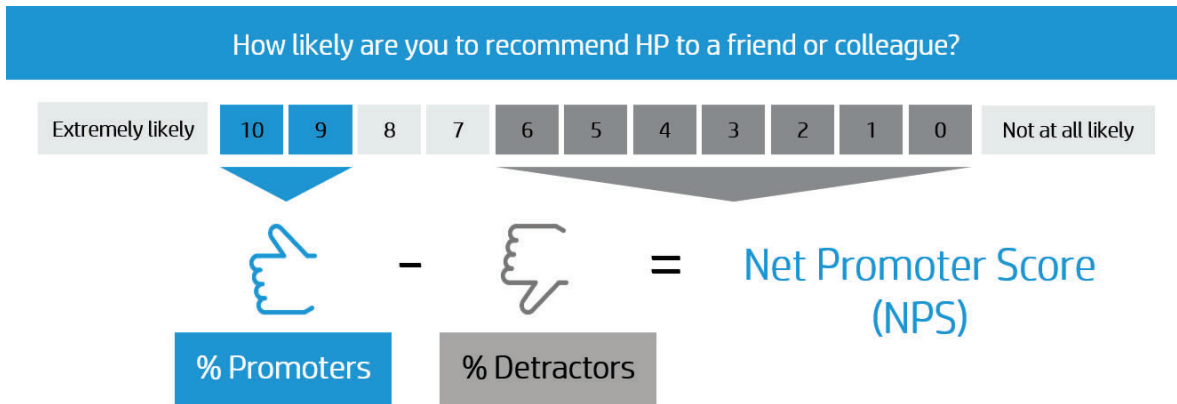 How likely are you to recommend HP to a friend or colleague?
Extremely likely 10 9 8 7 6 5 4 3 2 1 0 Not at all likely
- = Net Promoter Score
(NPS)
% Promoters % Detractors